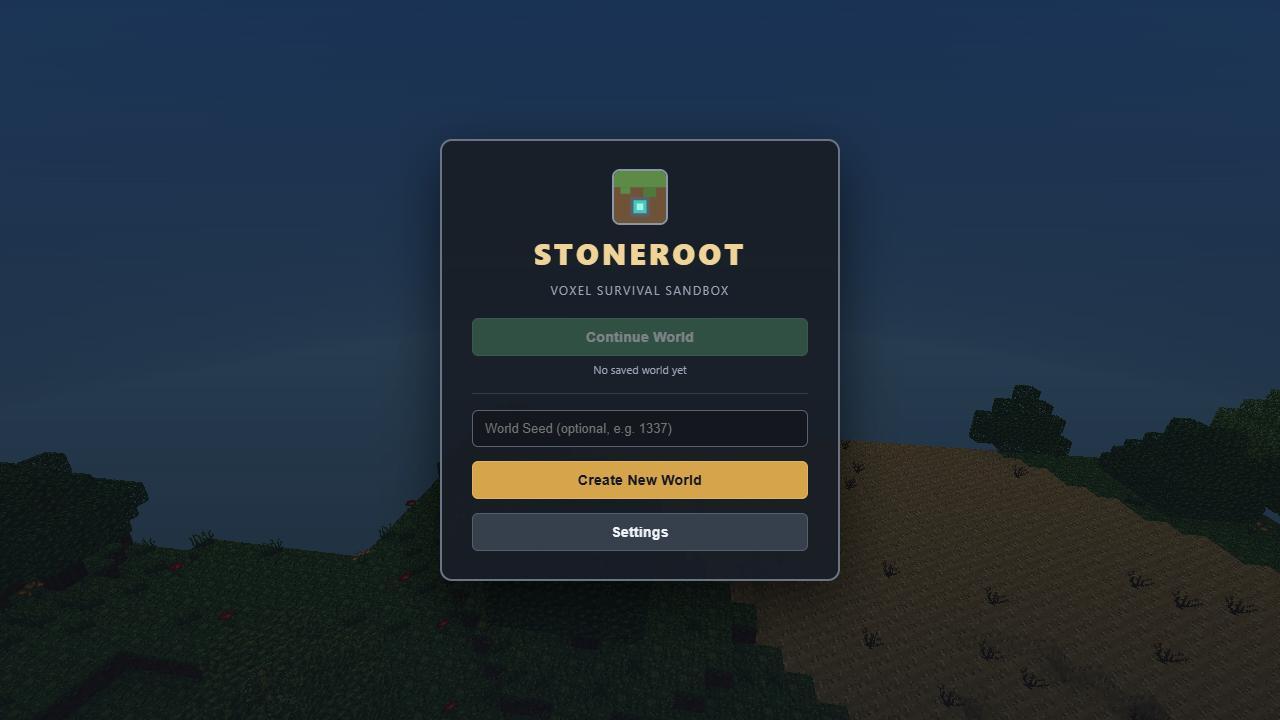 STONEROOT
VOXEL SURVIVAL SANDBOX
Continue World
No saved world yet
World Seed (optional, e.g. 1337)
Create New World
Settings